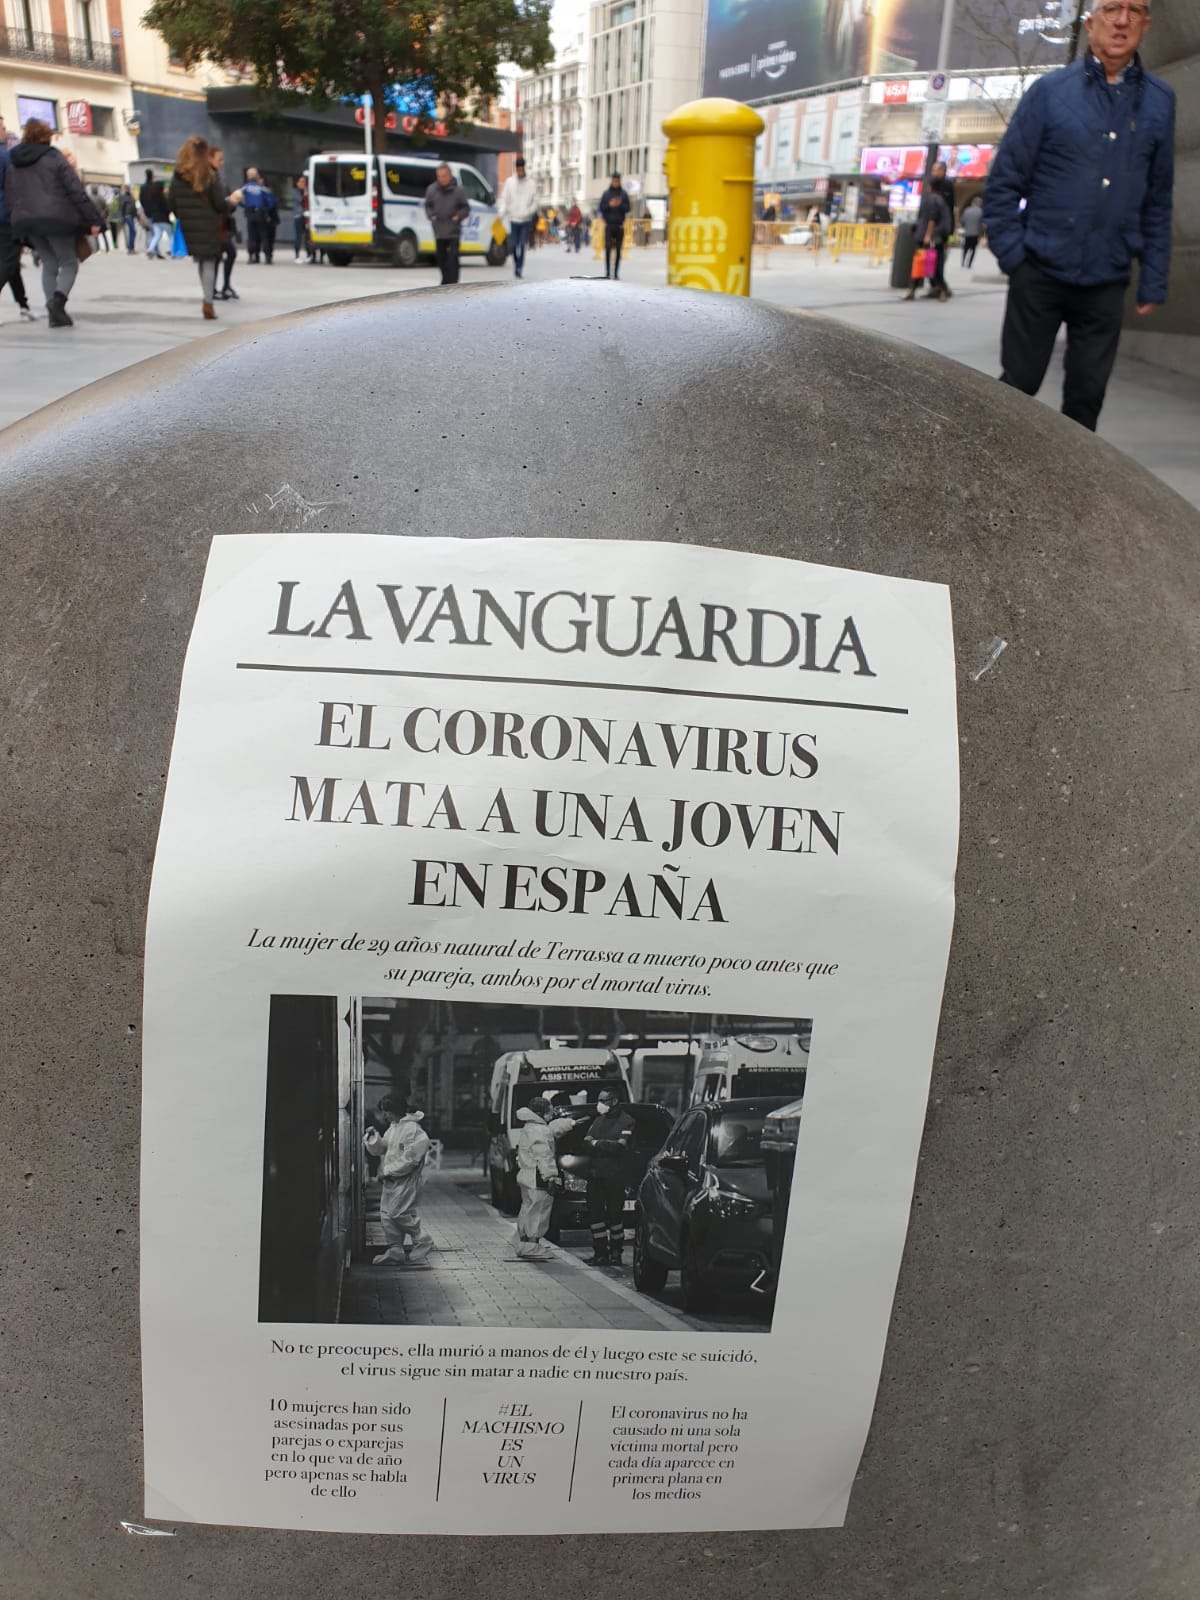 prime video
LA VANGUARDIA
EL CORONAVIRUS
MATA A UNA JOVEN
EN ESPAÑA
La mujer de 29 años natural de Terrassa a muerto poco antes que
su pareja, ambos por el mortal virus.
AMBULANCIA
ASISTENCIAL
No te preocupes, ella murió a manos de él y luego este se suicidó,
el virus sigue sin matar a nadie en nuestro país.
10 mujeres han sido
asesinadas por sus
parejas o exparejas
en lo que va de año
pero apenas se habla
de ello
#EL
MACHISMO
ES
UN
VIRUS
El coronavirus no ha
causado ni una sola
víctima mortal pero
cada día aparece en
primera plana en
los medios